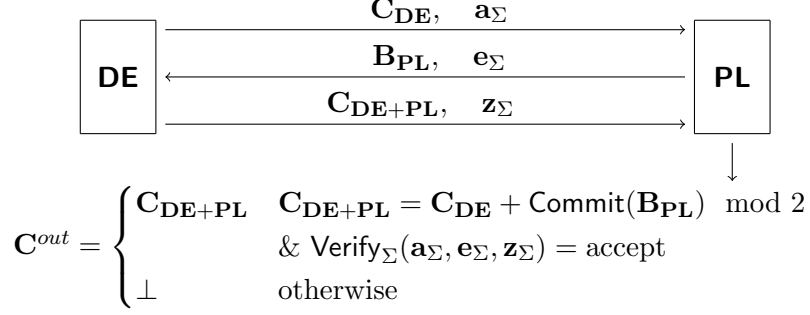 C_DE, a_Σ
DE
B_PL, e_Σ
PL
C_DE+PL, z_Σ
C^out = { C_DE+PL C_DE+PL = C_DE + Commit(B_PL) mod 2
& Verify_Σ(a_Σ, e_Σ, z_Σ) = accept
⊥ otherwise